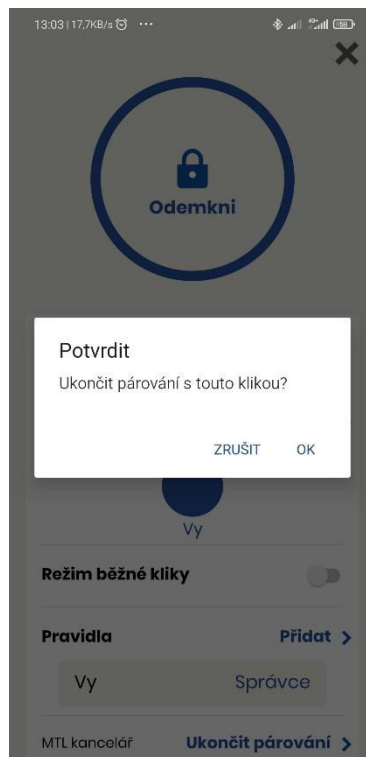 13:03 | 17,7KB/s
Odemkni
Potvrdit
Ukončit párování s touto klikou?
ZRUŠIT OK
Vy
Režim běžné kliky
Pravidla Přidat >
Vy Správce
MTL kancelář Ukončit párování >